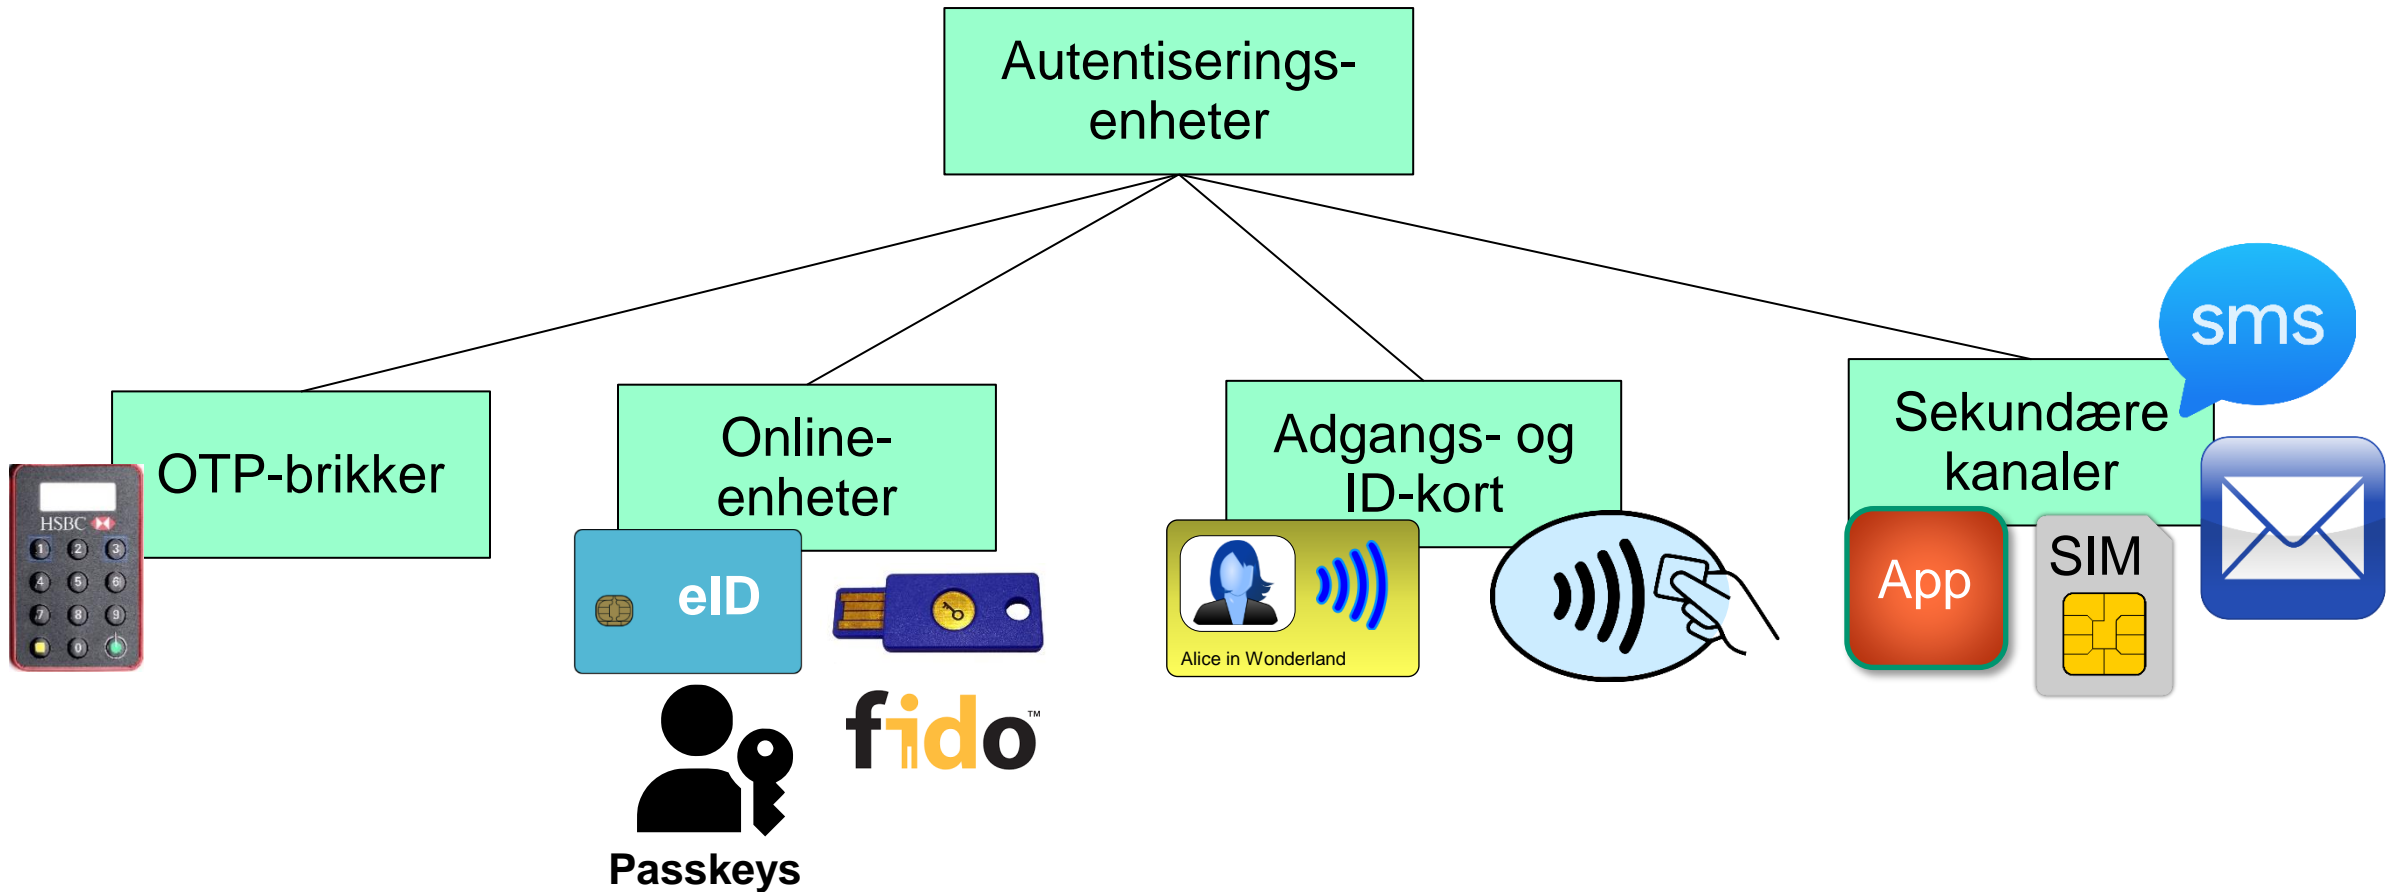 Autentiserings-
enheter
OTP-brikker
HSBC
1 2 3
4 5 6
7 8 9
0
Online-
enheter
eID
fido™
Passkeys
Adgangs- og
ID-kort
Alice in Wonderland
Sekundære
kanaler
sms
App
SIM